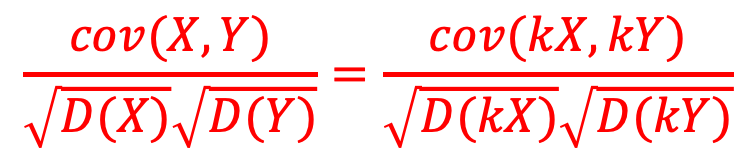 cov(X,Y) / √D(X)√D(Y) = cov(kX,kY) / √D(kX)√D(kY)